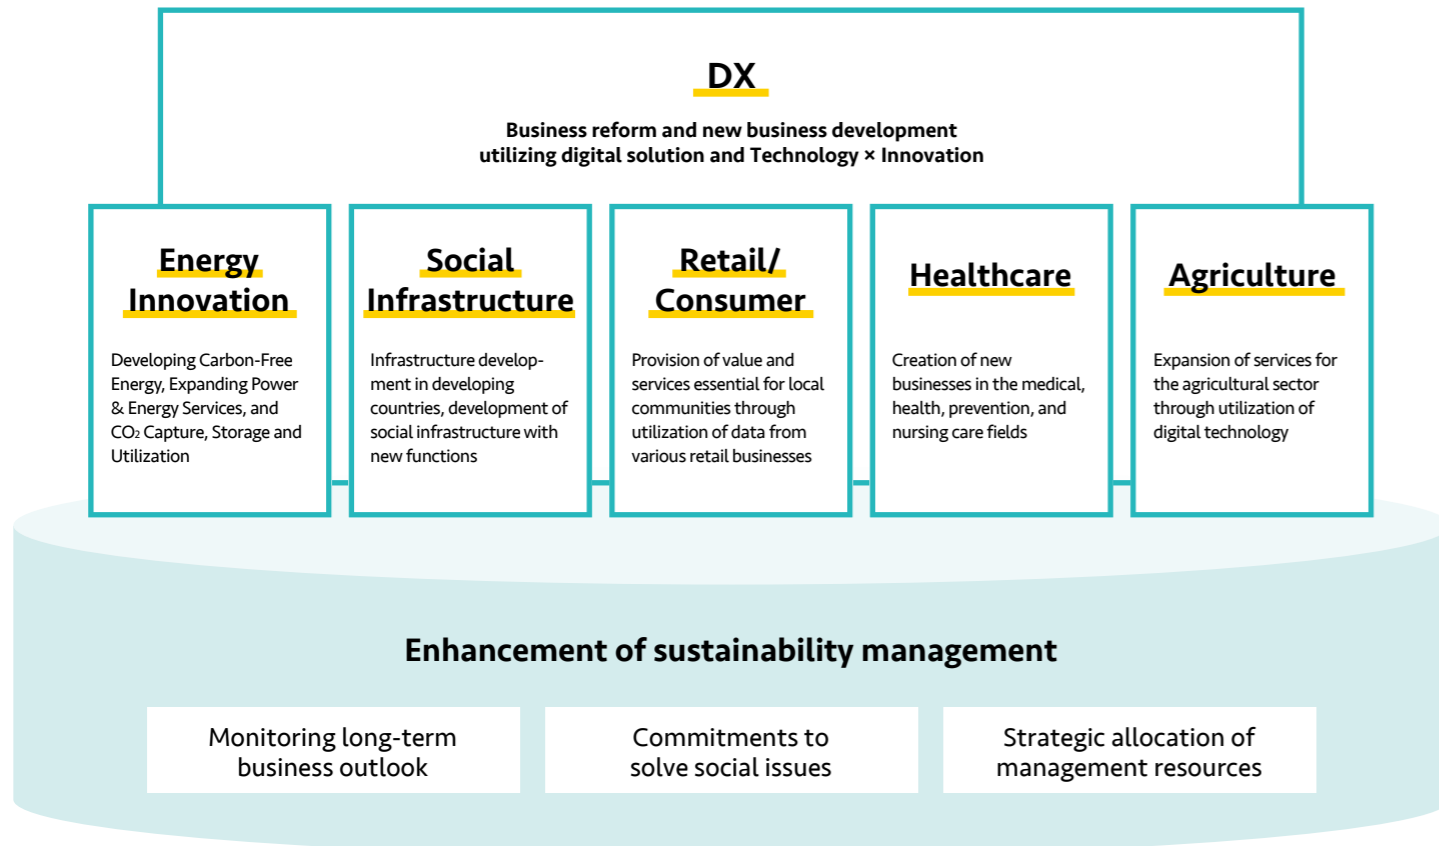 DX
Business reform and new business development
utilizing digital solution and Technology × Innovation
Energy
Innovation
Developing Carbon-Free
Energy, Expanding Power
& Energy Services, and
CO₂ Capture, Storage and
Utilization
Social
Infrastructure
Infrastructure develop-
ment in developing
countries, development of
social infrastructure with
new functions
Retail/
Consumer
Provision of value and
services essential for local
communities through
utilization of data from
various retail businesses
Healthcare
Creation of new
businesses in the medical,
health, prevention, and
nursing care fields
Agriculture
Expansion of services for
the agricultural sector
through utilization of
digital technology
Enhancement of sustainability management
Monitoring long-term
business outlook
Commitments to
solve social issues
Strategic allocation of
management resources